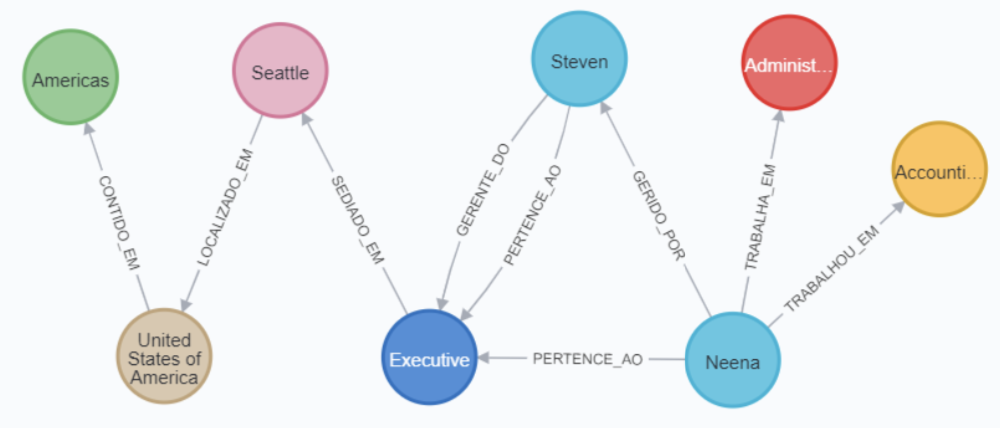 Americas
Seattle
Steven
Administ...
Accounti...
CONTIDO_EM
LOCALIZADO_EM
SEDIADO_EM
GERENTE_DO
PERTENCE_AO
GERIDO_POR
TRABALHA_EM
TRABALHOU_EM
United
States of
America
Executive
PERTENCE_AO
Neena